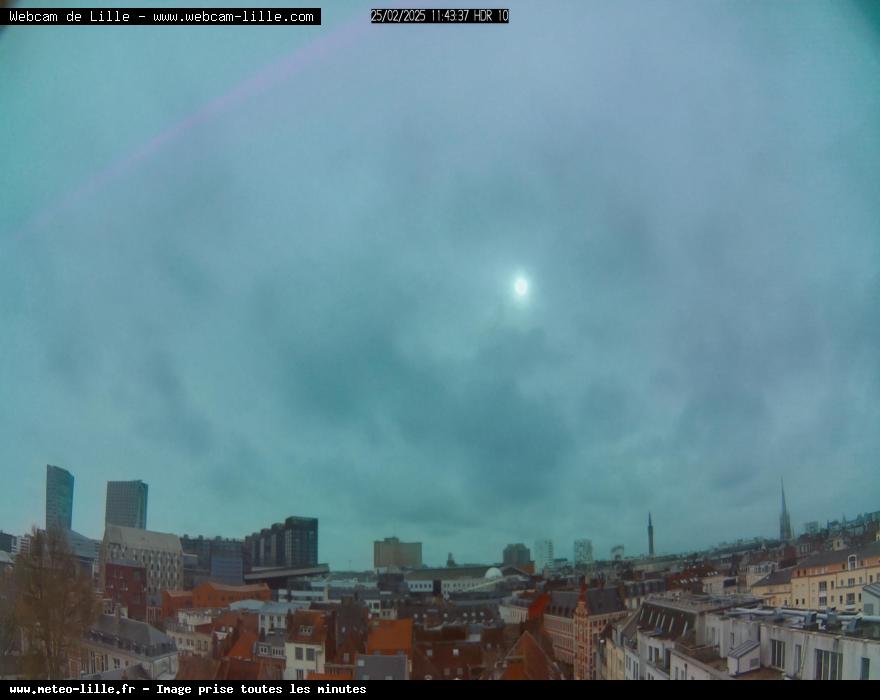 Webcam de Lille - www.webcam-lille.com
25/02/2025 11:43:37 HDR 10
www.meteo-lille.fr - Image prise toutes les minutes